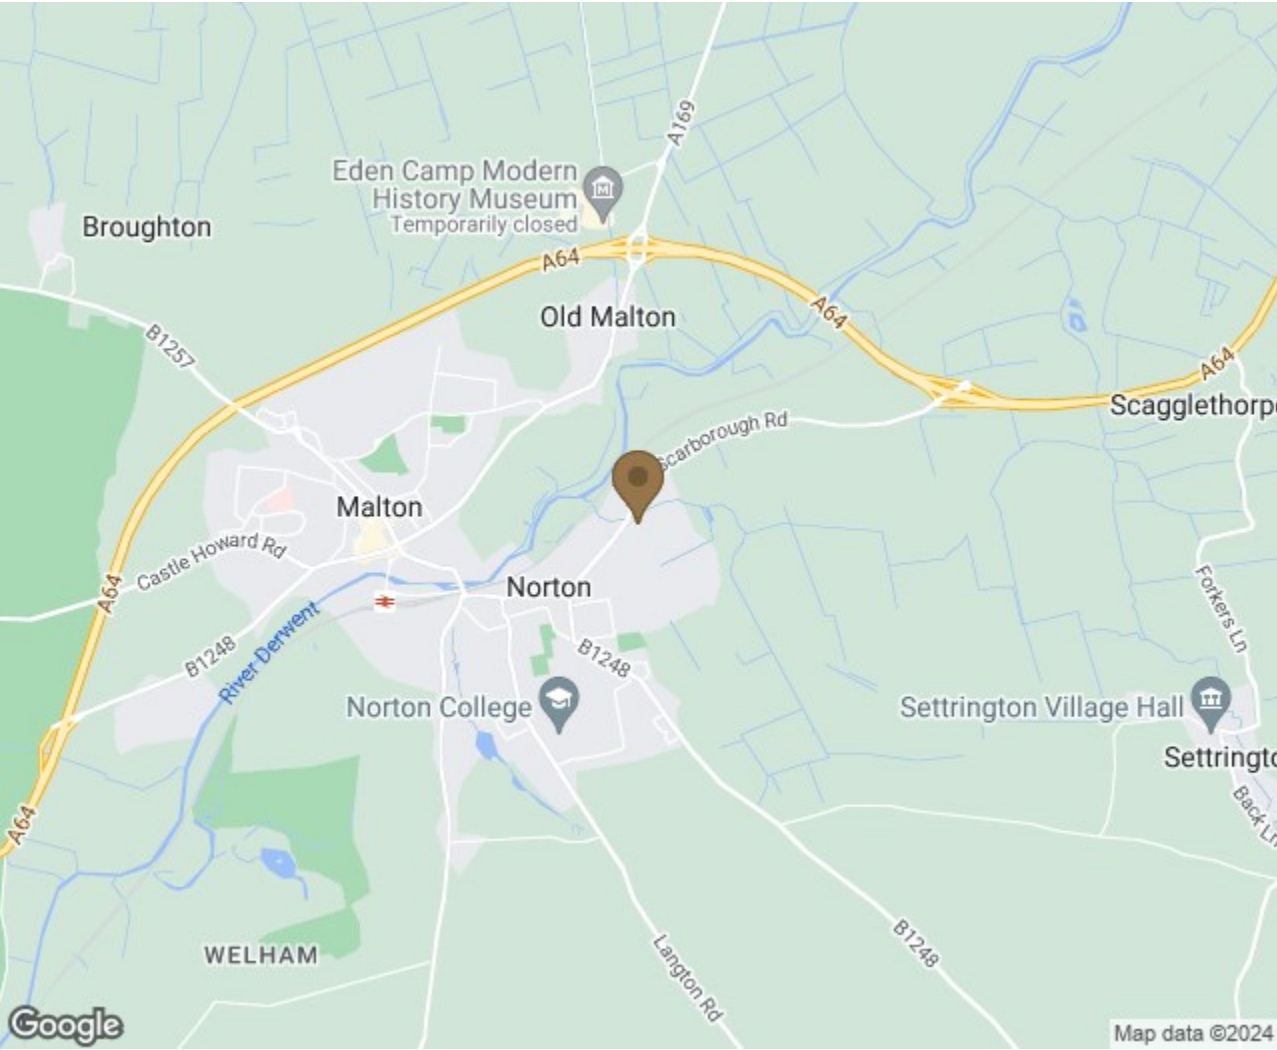 A169
Eden Camp Modern
History Museum
Temporarily closed
Broughton
A64
Old Malton
A64
B1257
A64
Scagglethorpe
Scarborough Rd
Malton
Castle Howard Rd
A64
Norton
Forkers Ln
River Derwent
B1248
B1248
Norton College
Settrington Village Hall
Settringto
Back Ln
A64
B1248
WELHAM
Langton Rd
Google
Map data ©2024